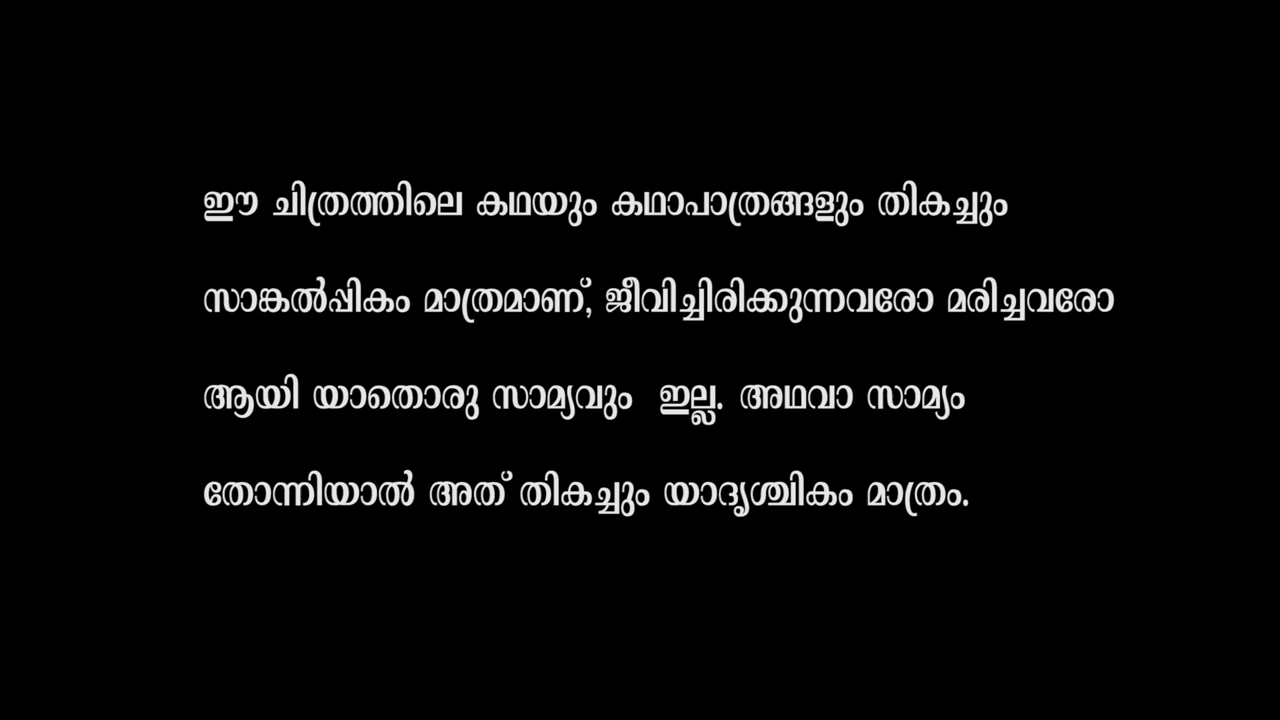 ഈ ചിത്രത്തിലെ കഥയും കഥാപാത്രങ്ങളും തികച്ചും
സാങ്കൽപ്പികം മാത്രമാണ്, ജീവിച്ചിരിക്കുന്നവരോ മരിച്ചവരോ
ആയി യാതൊരു സാമ്യവും ഇല്ല. അഥവാ സാമ്യം
തോന്നിയാൽ അത് തികച്ചും യാദൃശ്ചികം മാത്രം.